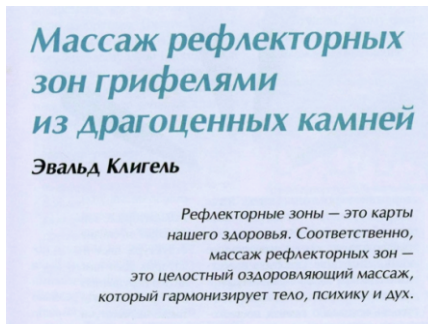 Массаж рефлекторных
зон грифелями
из драгоценных камней
Эвальд Клигель
Рефлекторные зоны — это карты
нашего здоровья. Соответственно,
массаж рефлекторных зон —
это целостный оздоровляющий массаж,
который гармонизирует тело, психику и дух.